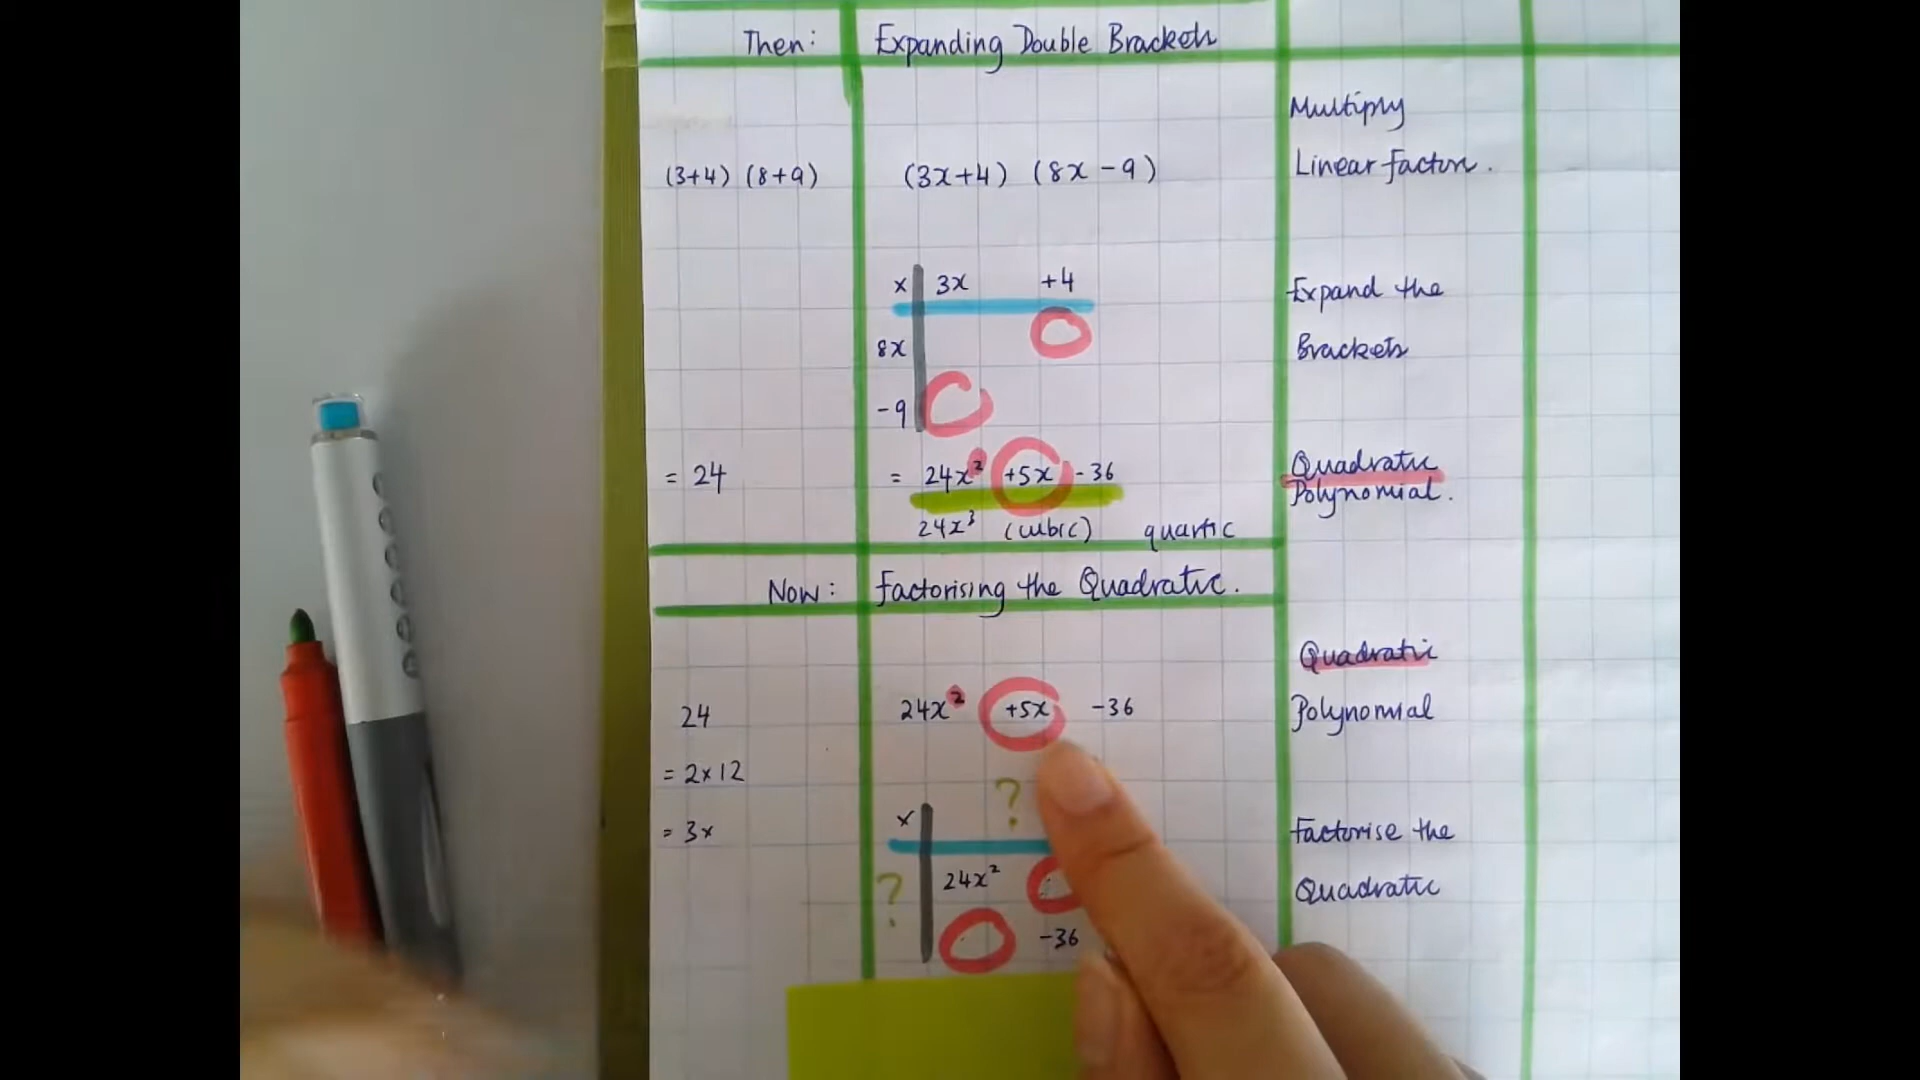 Then: Expanding Double Brackets
Multiply
(3+4) (8+9) (3x+4) (8x-9) Linear factors.
x 3x +4 Expand the
8x Brackets
-9
= 24 = 24x² +5x -36 Quadratic
Polynomial.
24x³ (cubic) quartic
Now: Factorising the Quadratic.
Quadratic
24 24x² +5x -36 Polynomial
= 2x12
?
= 3x x Factorise the
? 24x² Quadratic
-36